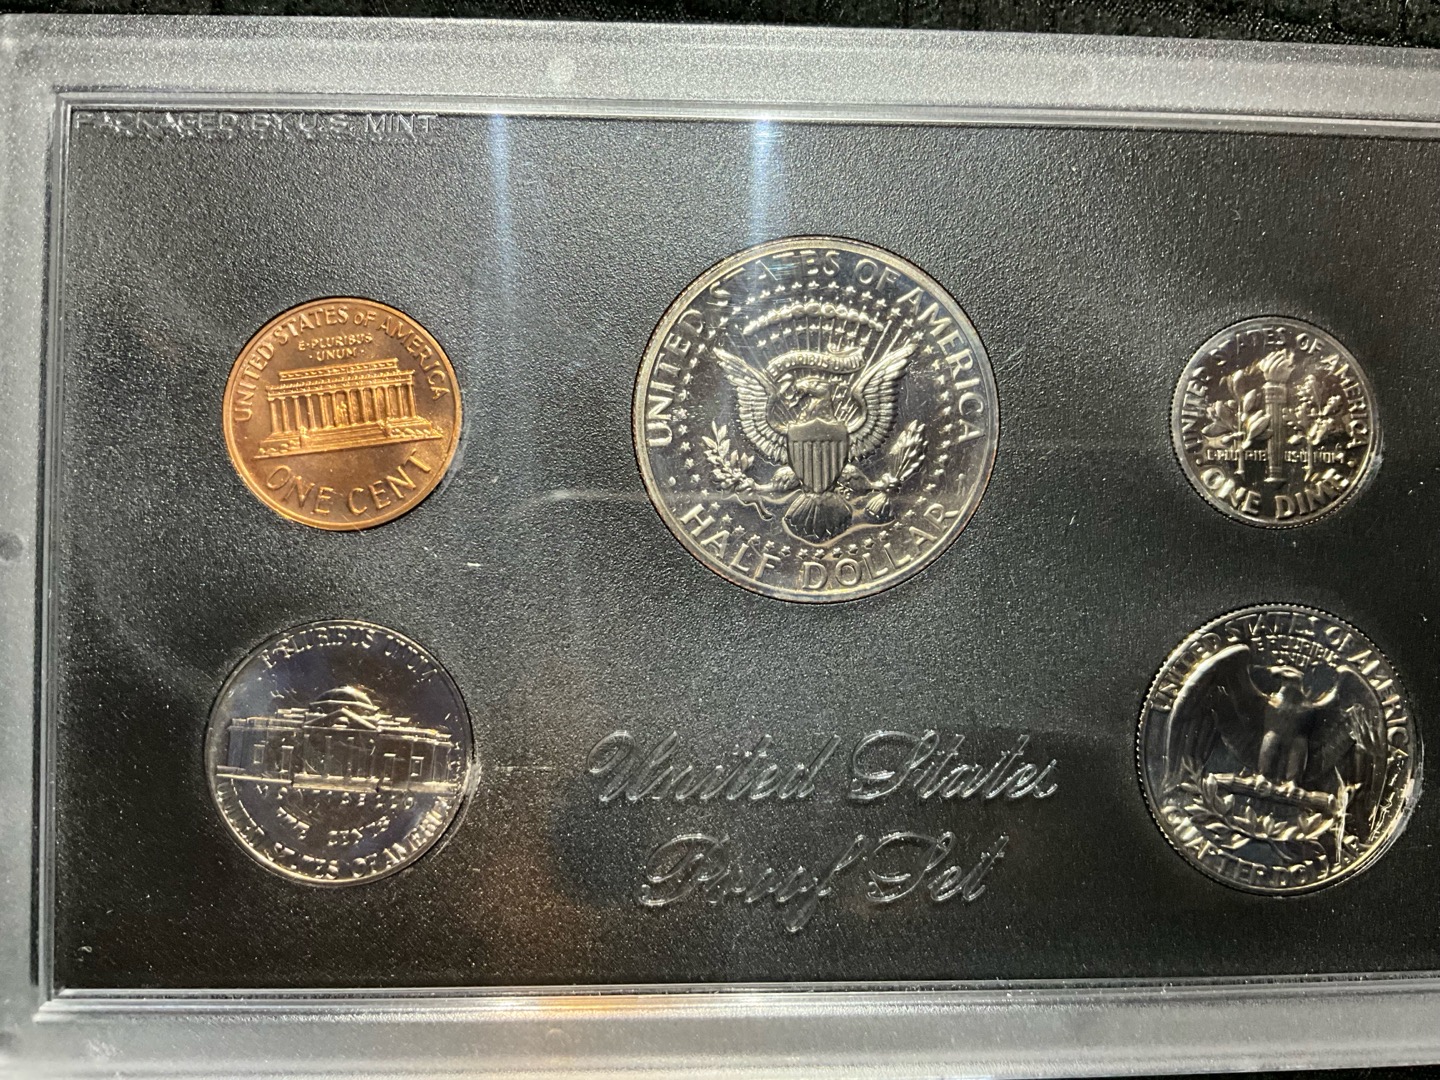 PACKAGED BY U.S. MINT
UNITED STATES OF AMERICA
E·PLURIBUS
·UNUM·
ONE CENT
UNITED STATES OF AMERICA
HALF DOLLAR
UNITED STATES OF AMERICA
E PLURIBUS UNUM
·ONE DIME·
E PLURIBUS UNUM
MONTICELLO
FIVE CENTS
UNITED STATES OF AMERICA
United States
Proof Set
UNITED STATES OF AMERICA
E PLURIBUS
UNUM
QUARTER DOLLAR